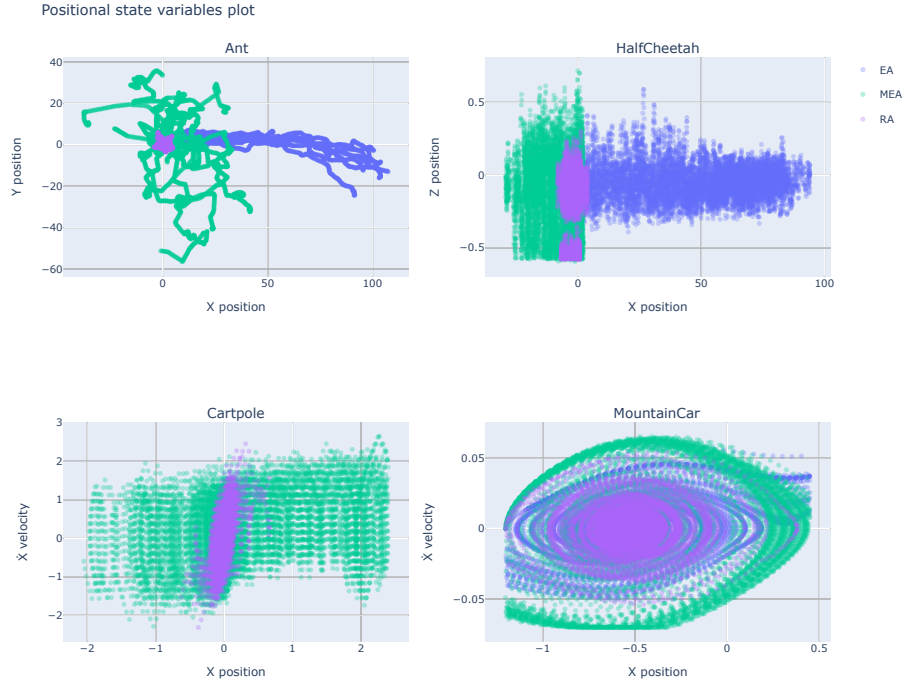 Positional state variables plot
Ant
40
20
0
−20
−40
−60
Y position
0
50
100
X position
HalfCheetah
0.5
0
−0.5
Z position
0
50
100
X position
EA
MEA
RA
Cartpole
3
2
1
0
−1
−2
Ẋ velocity
−2
−1
0
1
2
X position
MountainCar
0.05
0
−0.05
Ẋ velocity
−1
−0.5
0
0.5
X position